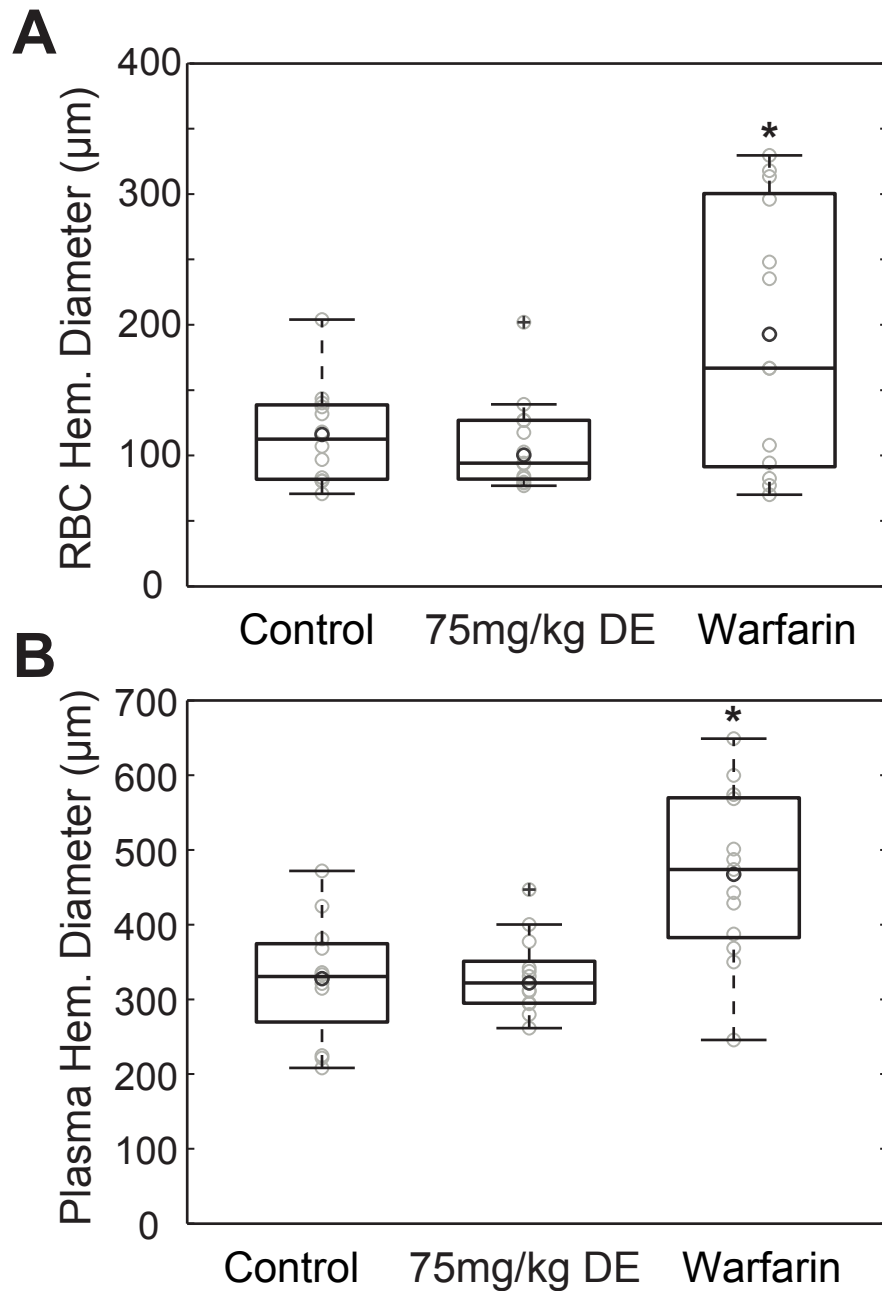 A
RBC Hem. Diameter (μm)
400
300
200
100
0
*
Control 75mg/kg DE Warfarin
B
Plasma Hem. Diameter (μm)
700
600
500
400
300
200
100
0
*
Control 75mg/kg DE Warfarin